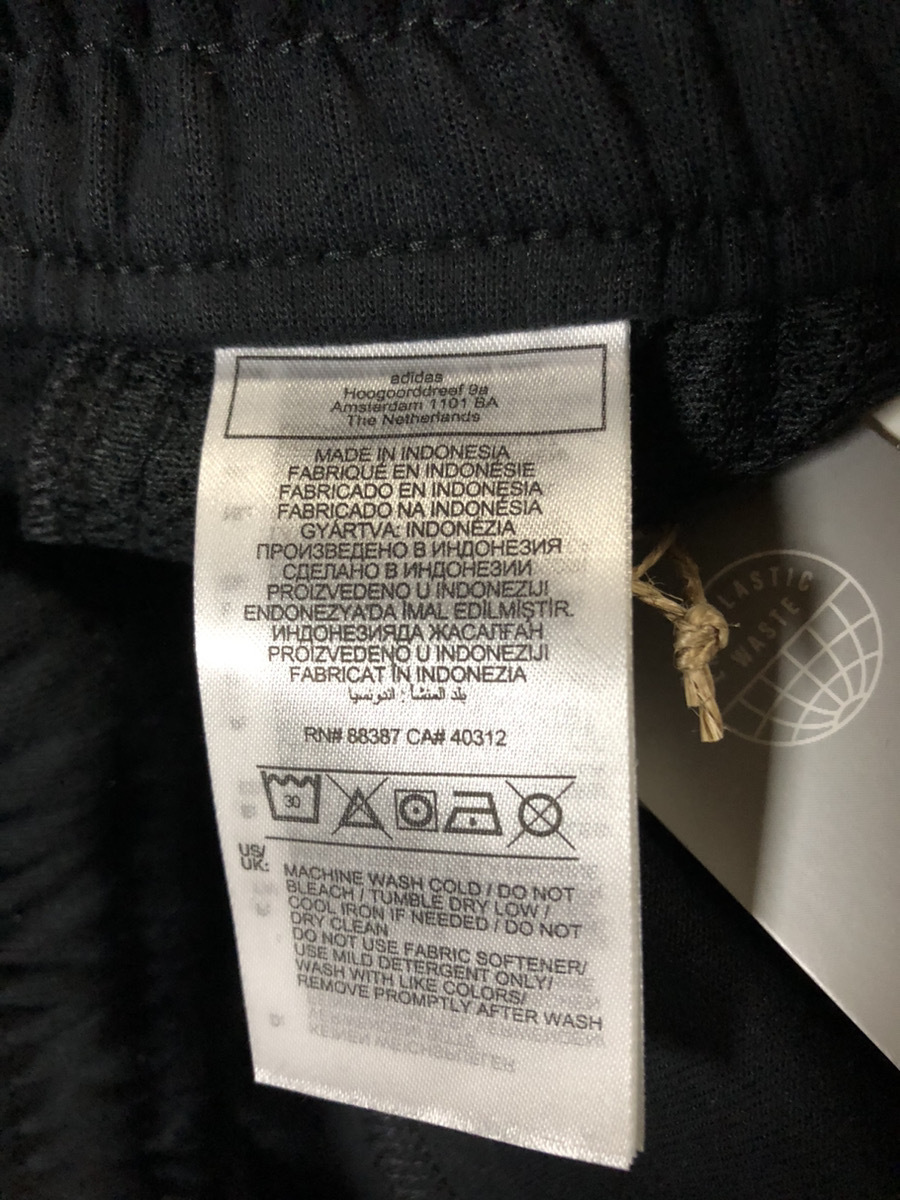 adidas
Hoogoorddreef 9a
Amsterdam 1101 BA
The Netherlands
MADE IN INDONESIA
FABRIQUÉ EN INDONÉSIE
FABRICADO EN INDONESIA
FABRICADO NA INDONÉSIA
GYÁRTVA: INDONÉZIA
ПРОИЗВЕДЕНО В ИНДОНЕЗИЯ
СДЕЛАНО В ИНДОНЕЗИИ
PROIZVEDENO U INDONEZIJI
ENDONEZYA'DA İMAL EDİLMİŞTİR.
ИНДОНЕЗИЯДА ЖАСАЛҒАН
PROIZVEDENO U INDONEZIJI
FABRICAT ÎN INDONEZIA
بلد المنشأ: اندونسيا
RN# 88387 CA# 40312
30
US/
UK:
MACHINE WASH COLD / DO NOT
BLEACH / TUMBLE DRY LOW /
COOL IRON IF NEEDED / DO NOT
DRY CLEAN
DO NOT USE FABRIC SOFTENER/
USE MILD DETERGENT ONLY/
WASH WITH LIKE COLORS/
REMOVE PROMPTLY AFTER WASH
PLASTIC
WASTE